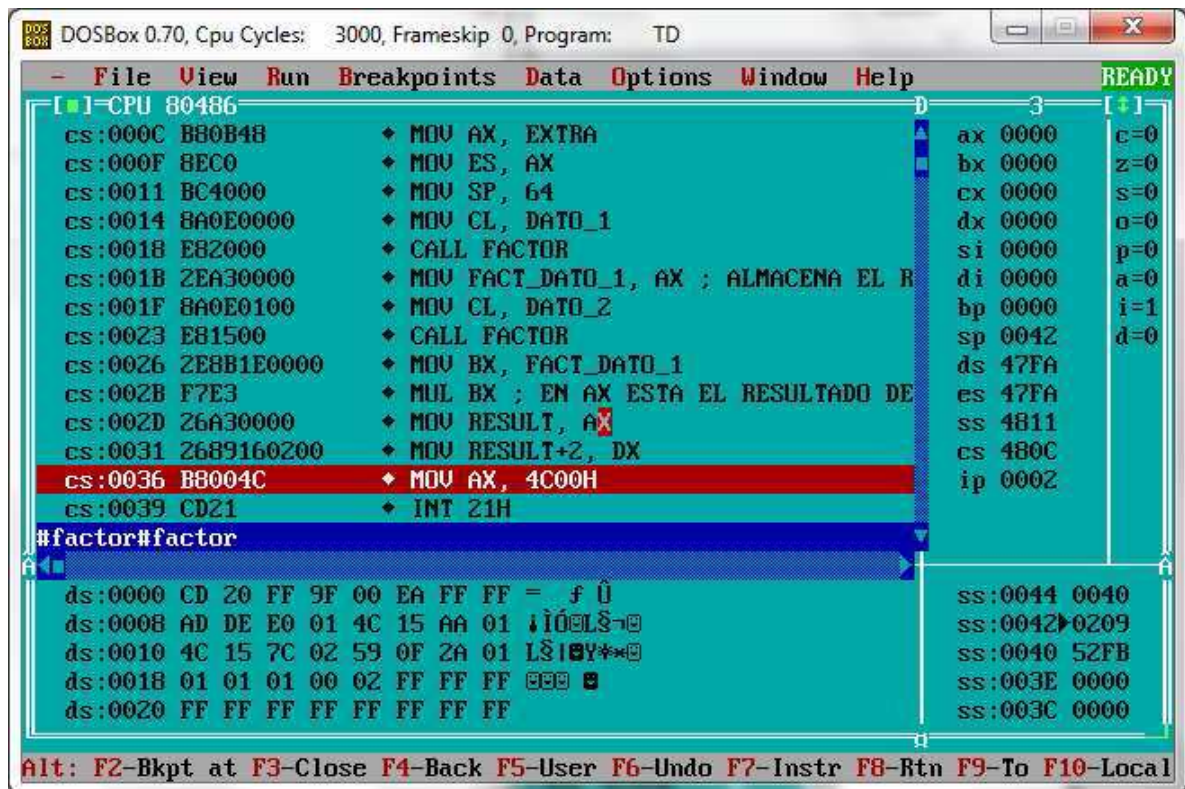 DOSBox 0.70, Cpu Cycles: 3000, Frameskip 0, Program: TD
- File View Run Breakpoints Data Options Window Help READY
[■]=CPU 80486 D 3 [↕]
cs:000C B80B48 ♦ MOV AX, EXTRA ax 0000 c=0
cs:000F 8EC0 ♦ MOV ES, AX bx 0000 z=0
cs:0011 BC4000 ♦ MOV SP, 64 cx 0000 s=0
cs:0014 8A0E0000 ♦ MOV CL, DATO_1 dx 0000 o=0
cs:0018 E82000 ♦ CALL FACTOR si 0000 p=0
cs:001B 2EA30000 ♦ MOV FACT_DATO_1, AX ; ALMACENA EL R di 0000 a=0
cs:001F 8A0E0100 ♦ MOV CL, DATO_2 bp 0000 i=1
cs:0023 E81500 ♦ CALL FACTOR sp 0042 d=0
cs:0026 2E8B1E0000 ♦ MOV BX, FACT_DATO_1 ds 47FA
cs:002B F7E3 ♦ MUL BX ; EN AX ESTA EL RESULTADO DE es 47FA
cs:002D 26A30000 ♦ MOV RESULT, AX ss 4811
cs:0031 2689160200 ♦ MOV RESULT+2, DX cs 480C
cs:0036 B8004C ♦ MOV AX, 4C00H ip 0002
cs:0039 CD21 ♦ INT 21H
#factor#factor
ds:0000 CD 20 FF 9F 00 EA FF FF = ƒ Û ss:0044 0040
ds:0008 AD DE E0 01 4C 15 AA 01 ss:0042▶0209
ds:0010 4C 15 7C 02 59 0F 2A 01 ss:0040 52FB
ds:0018 01 01 01 00 02 FF FF FF ss:003E 0000
ds:0020 FF FF FF FF FF FF FF FF ss:003C 0000
Alt: F2-Bkpt at F3-Close F4-Back F5-User F6-Undo F7-Instr F8-Rtn F9-To F10-Local